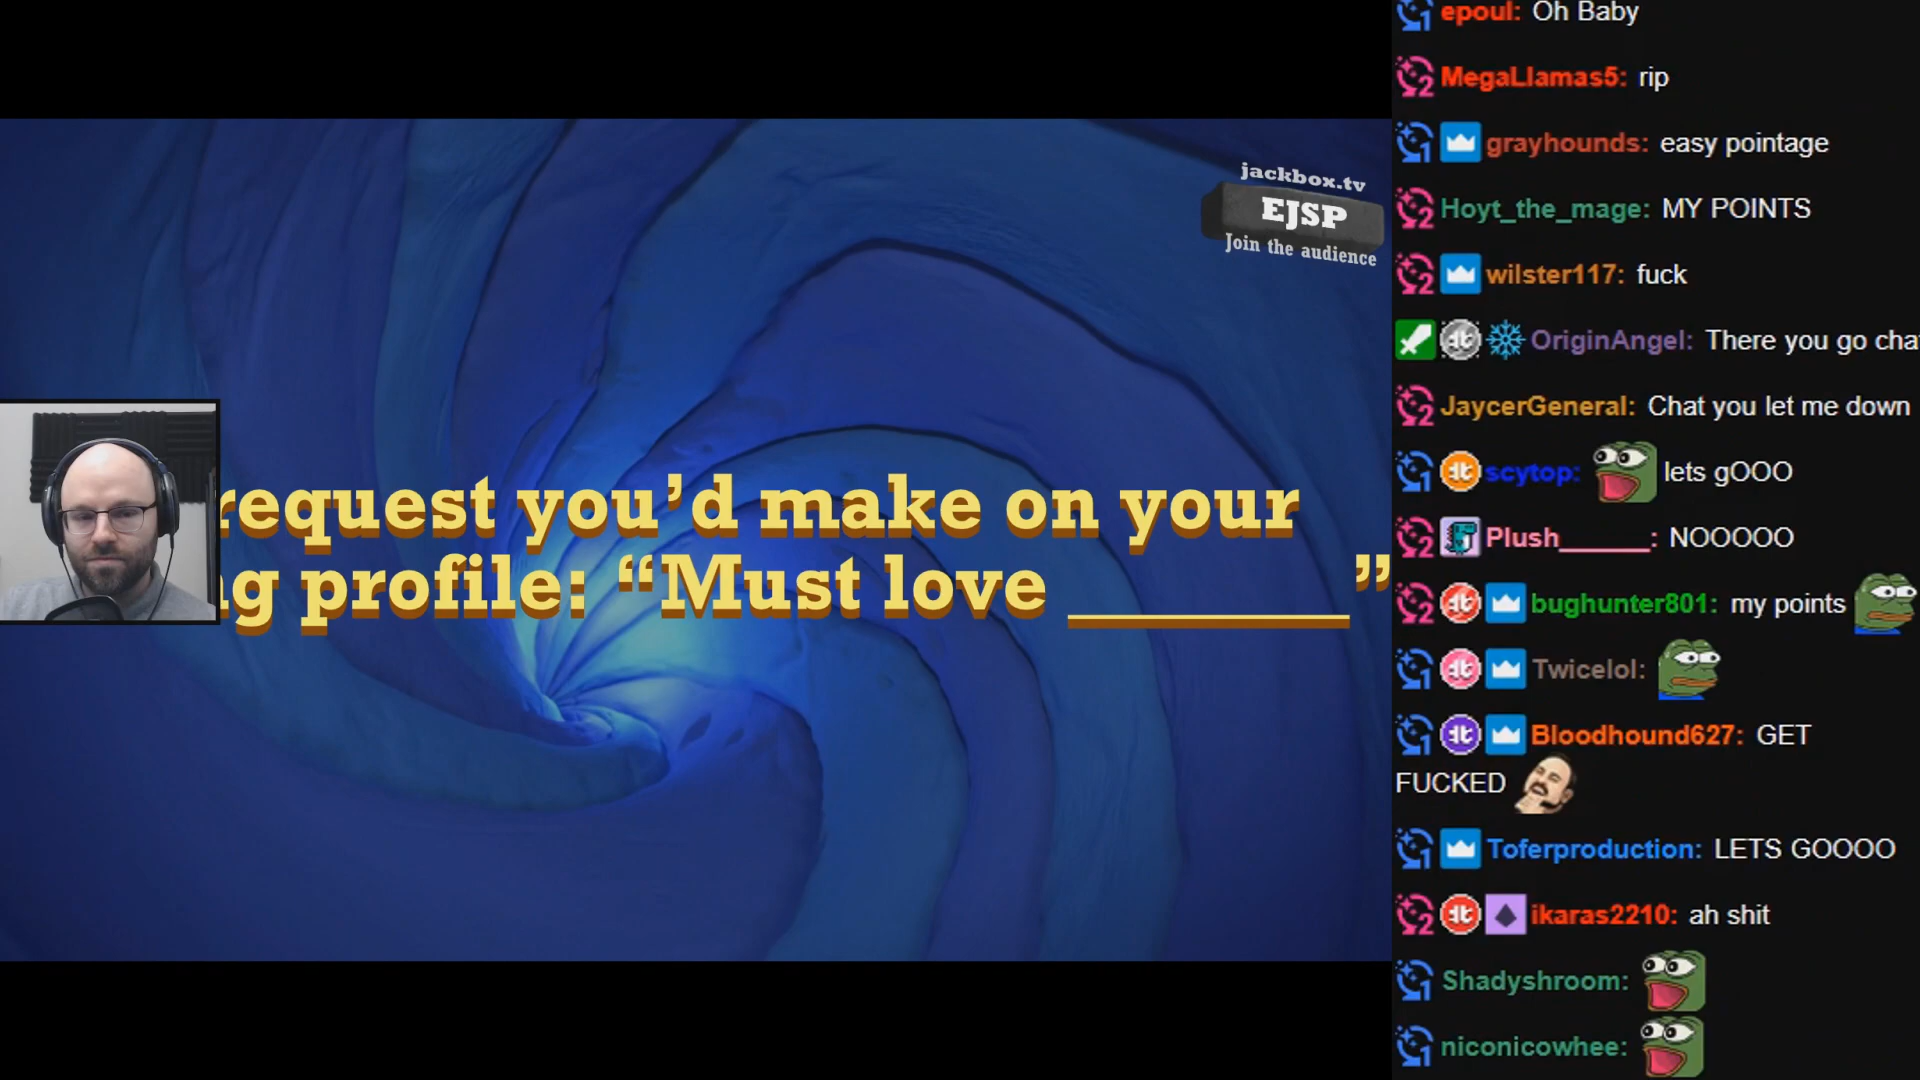 jackbox.tv
EJSP
Join the audience
request you’d make on your
profile: “Must love ______”
epoul: Oh Baby
MegaLlamas5: rip
grayhounds: easy pointage
Hoyt_the_mage: MY POINTS
wilster117: fuck
OriginAngel: There you go
JaycerGeneral: Chat you let me down
scytop: lets gOOO
Plush______: NOOOOO
bughunter801: my points
Twicelol:
Bloodhound627: GET
FUCKED
Toferproduction: LETS GOOOO
ikaras2210: ah shit
Shadyshroom:
niconicowhee: